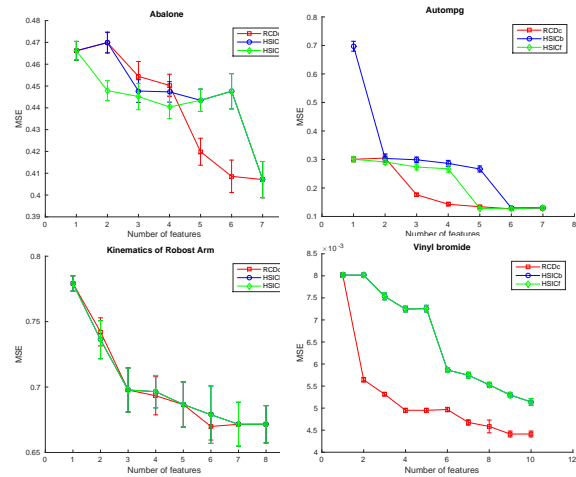 Abalone
RCDc
HSICb
HSICf
MSE
0.48
0.47
0.46
0.45
0.44
0.43
0.42
0.41
0.4
0.39
0 1 2 3 4 5 6 7 8
Number of features
Autompg
RCDc
HSICb
HSICf
MSE
0.8
0.7
0.6
0.5
0.4
0.3
0.2
0.1
0 1 2 3 4 5 6 7 8
Number of features
Kinematics of Robost Arm
RCDc
HSIC
HSIC
MSE
0.8
0.75
0.7
0.65
0 1 2 3 4 5 6 7 8
Number of features
Vinyl bromide
×10⁻³
RCDc
HSICb
HSICf
MSE
8.5
8
7.5
7
6.5
6
5.5
5
4.5
4
0 2 4 6 8 10 12
Number of features